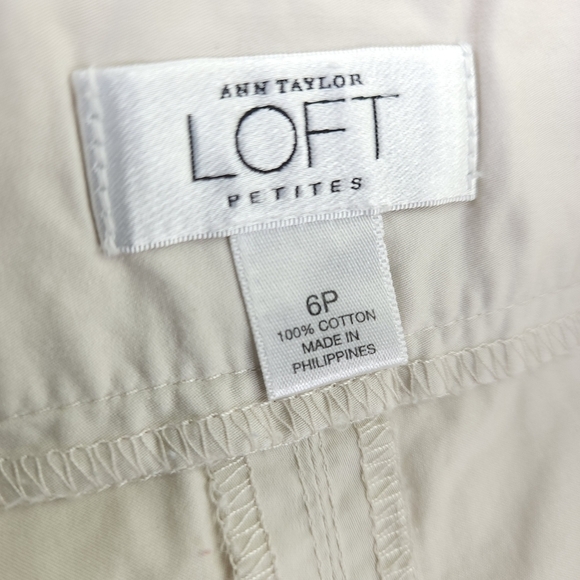 ANN TAYLOR
LOFT
PETITES
6P
100% COTTON
MADE IN
PHILIPPINES